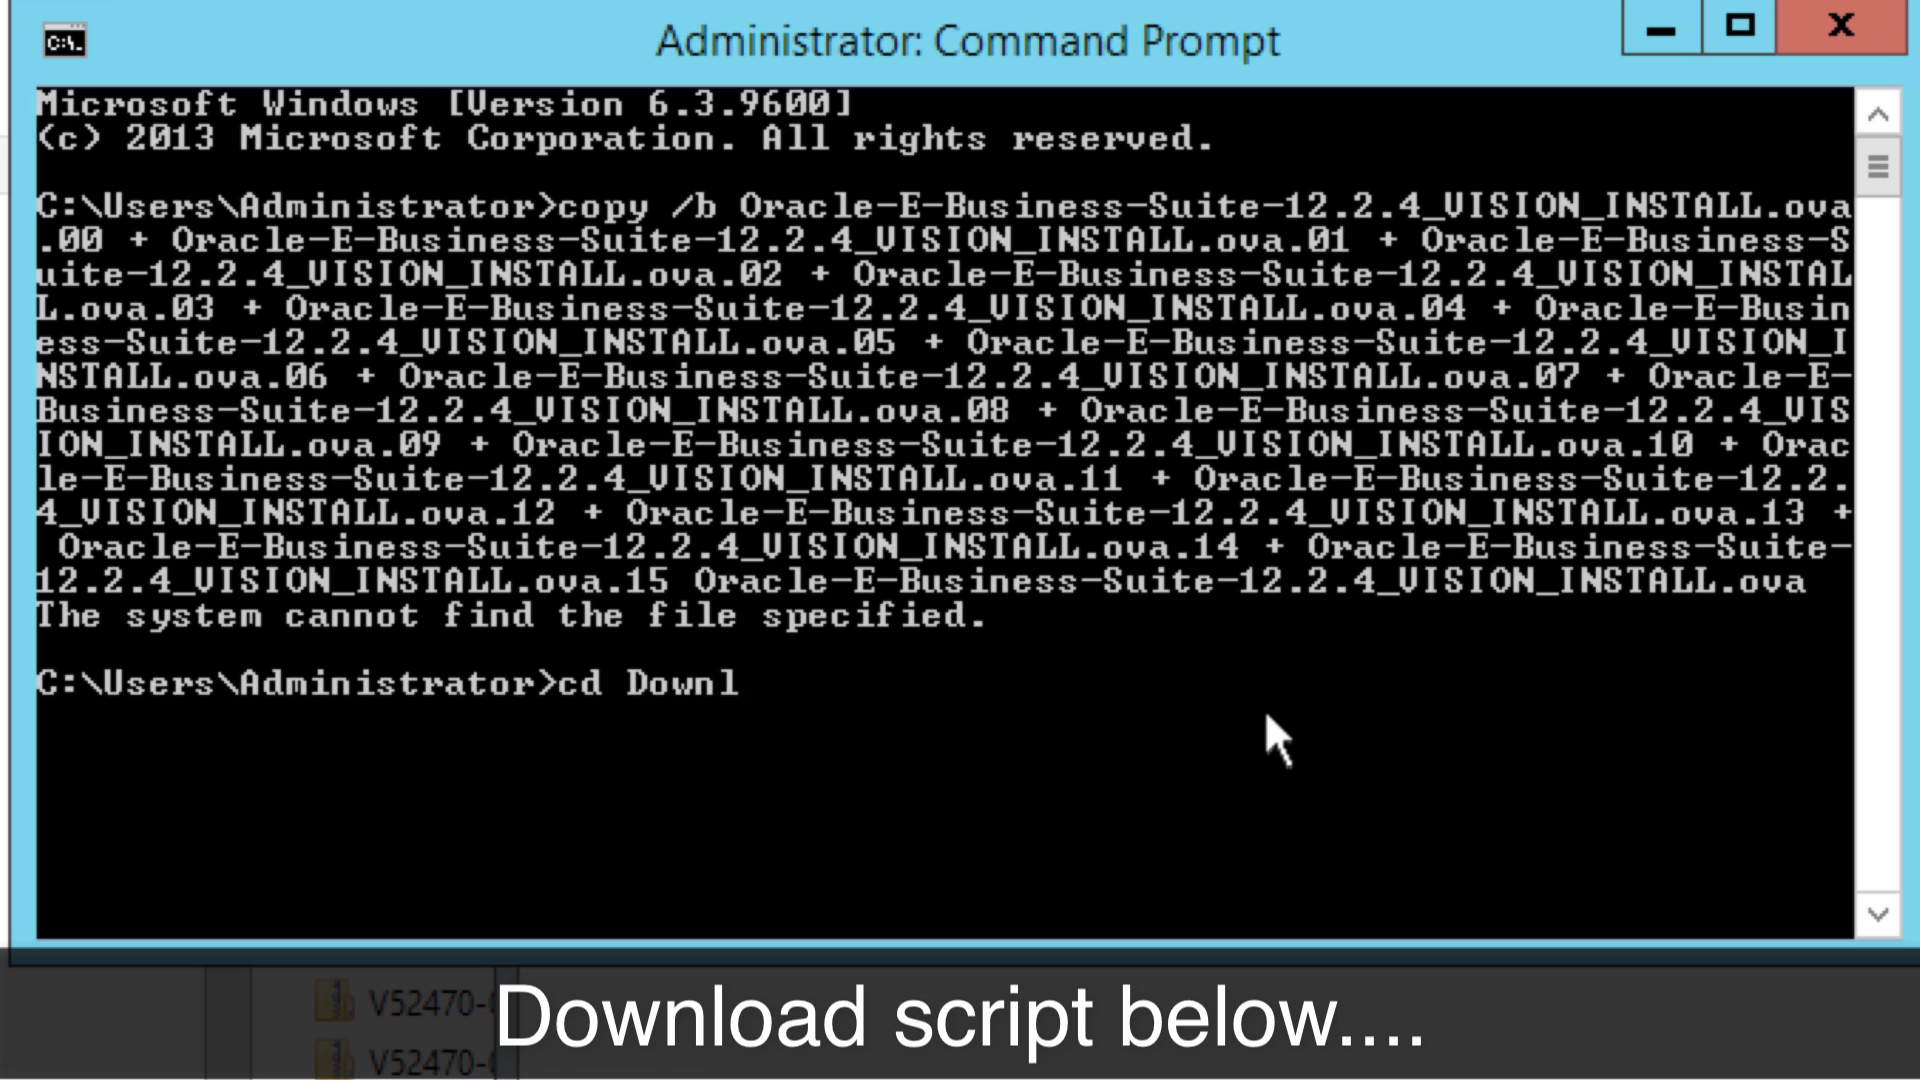 Administrator: Command Prompt
Microsoft Windows [Version 6.3.9600]
(c) 2013 Microsoft Corporation. All rights reserved.
C:\Users\Administrator>copy /b Oracle-E-Business-Suite-12.2.4_VISION_INSTALL.ova
.00 + Oracle-E-Business-Suite-12.2.4_VISION_INSTALL.ova.01 + Oracle-E-Business-S
uite-12.2.4_VISION_INSTALL.ova.02 + Oracle-E-Business-Suite-12.2.4_VISION_INSTAL
L.ova.03 + Oracle-E-Business-Suite-12.2.4_VISION_INSTALL.ova.04 + Oracle-E-Busin
ess-Suite-12.2.4_VISION_INSTALL.ova.05 + Oracle-E-Business-Suite-12.2.4_VISION_I
NSTALL.ova.06 + Oracle-E-Business-Suite-12.2.4_VISION_INSTALL.ova.07 + Oracle-E-
Business-Suite-12.2.4_VISION_INSTALL.ova.08 + Oracle-E-Business-Suite-12.2.4_VIS
ION_INSTALL.ova.09 + Oracle-E-Business-Suite-12.2.4_VISION_INSTALL.ova.10 + Orac
le-E-Business-Suite-12.2.4_VISION_INSTALL.ova.11 + Oracle-E-Business-Suite-12.2.
4_VISION_INSTALL.ova.12 + Oracle-E-Business-Suite-12.2.4_VISION_INSTALL.ova.13 +
 Oracle-E-Business-Suite-12.2.4_VISION_INSTALL.ova.14 + Oracle-E-Business-Suite-
12.2.4_VISION_INSTALL.ova.15 Oracle-E-Business-Suite-12.2.4_VISION_INSTALL.ova
The system cannot find the file specified.
C:\Users\Administrator>cd Downl
V52470-
Download script below....
V52470-